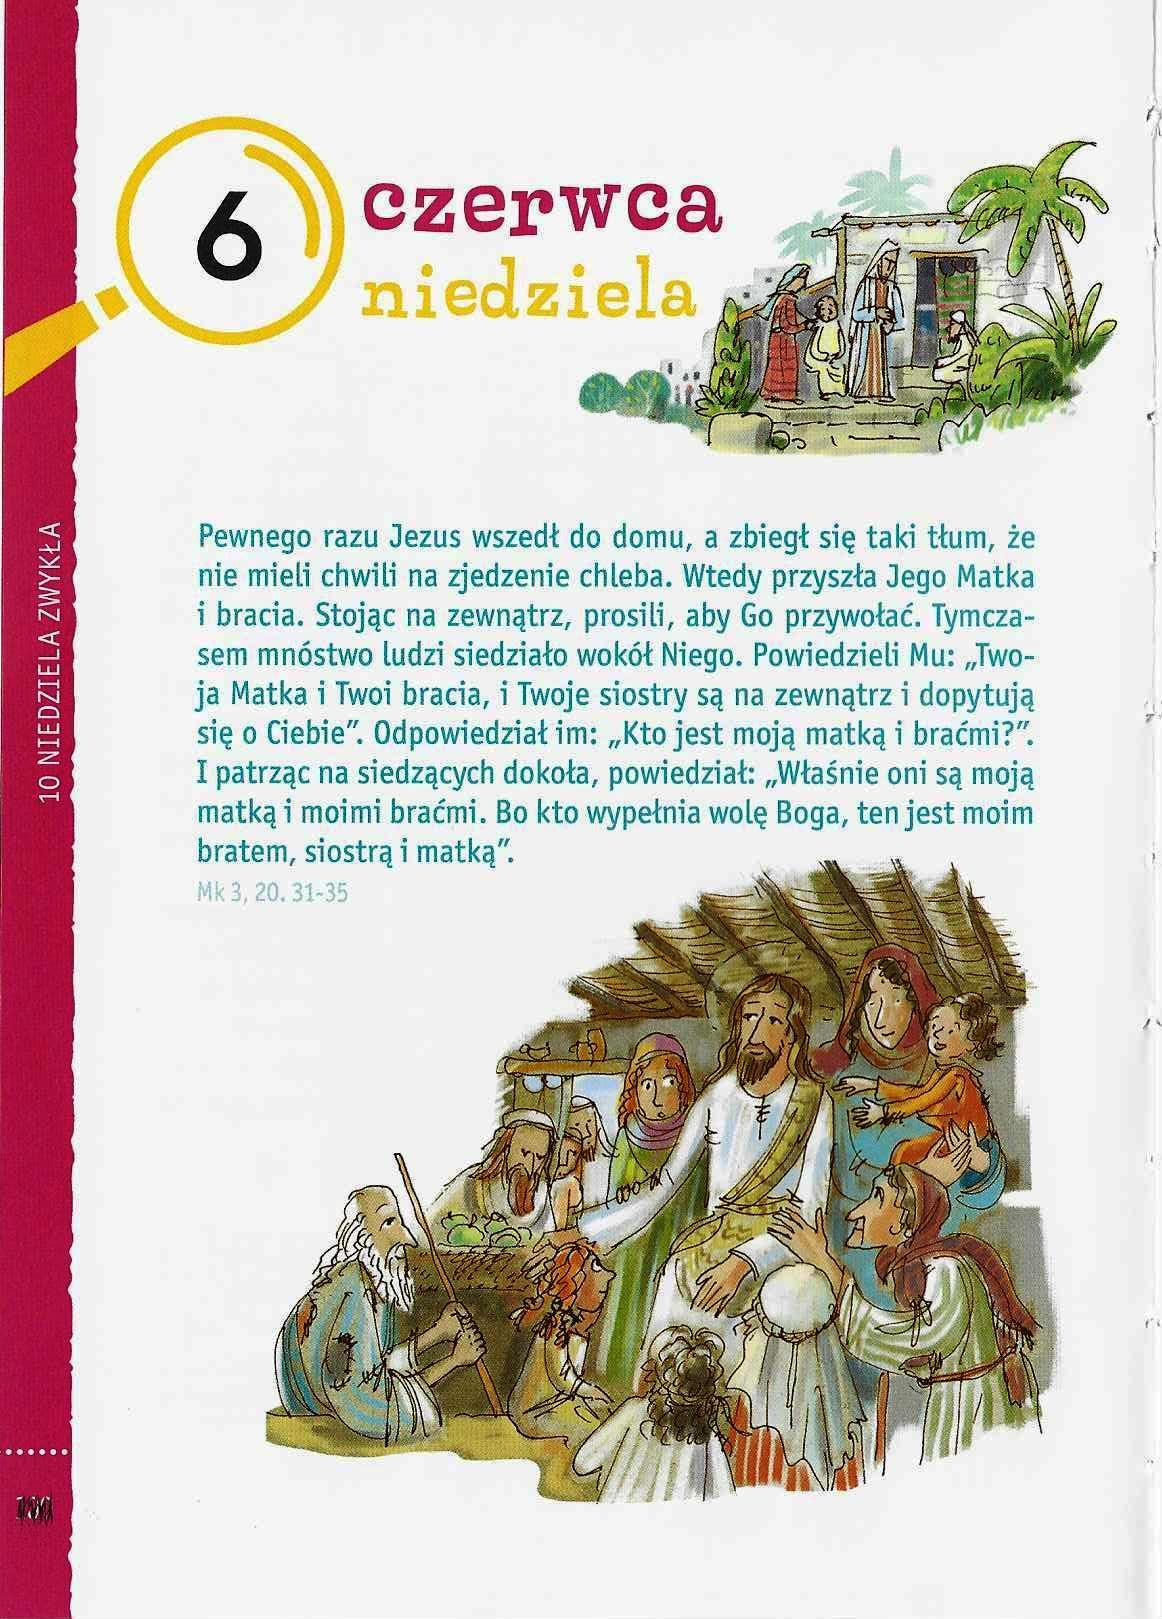 6
czerwca
niedziela
Pewnego razu Jezus wszedł do domu, a zbiegł się taki tłum, że
nie mieli chwili na zjedzenie chleba. Wtedy przyszła Jego Matka
i bracia. Stojąc na zewnątrz, prosili, aby Go przywołać. Tymcza-
sem mnóstwo ludzi siedziało wokół Niego. Powiedzieli Mu: „Two-
ja Matka i Twoi bracia, i Twoje siostry są na zewnątrz i dopytują
się o Ciebie”. Odpowiedział im: „Kto jest moją matką i braćmi?”.
I patrząc na siedzących dokoła, powiedział: „Właśnie oni są moją
matką i moimi braćmi. Bo kto wypełnia wolę Boga, ten jest moim
bratem, siostrą i matką”.
Mk 3, 20. 31-35
10 NIEDZIELA ZWYKŁA